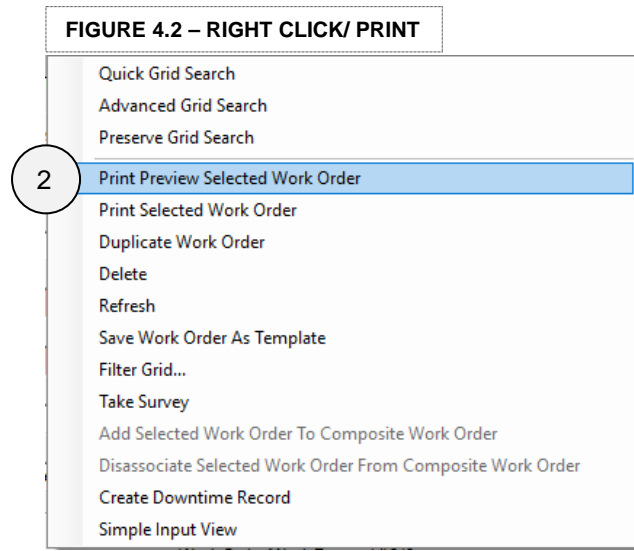 FIGURE 4.2 – RIGHT CLICK/ PRINT
Quick Grid Search
Advanced Grid Search
Preserve Grid Search
2
Print Preview Selected Work Order
Print Selected Work Order
Duplicate Work Order
Delete
Refresh
Save Work Order As Template
Filter Grid...
Take Survey
Add Selected Work Order To Composite Work Order
Disassociate Selected Work Order From Composite Work Order
Create Downtime Record
Simple Input View